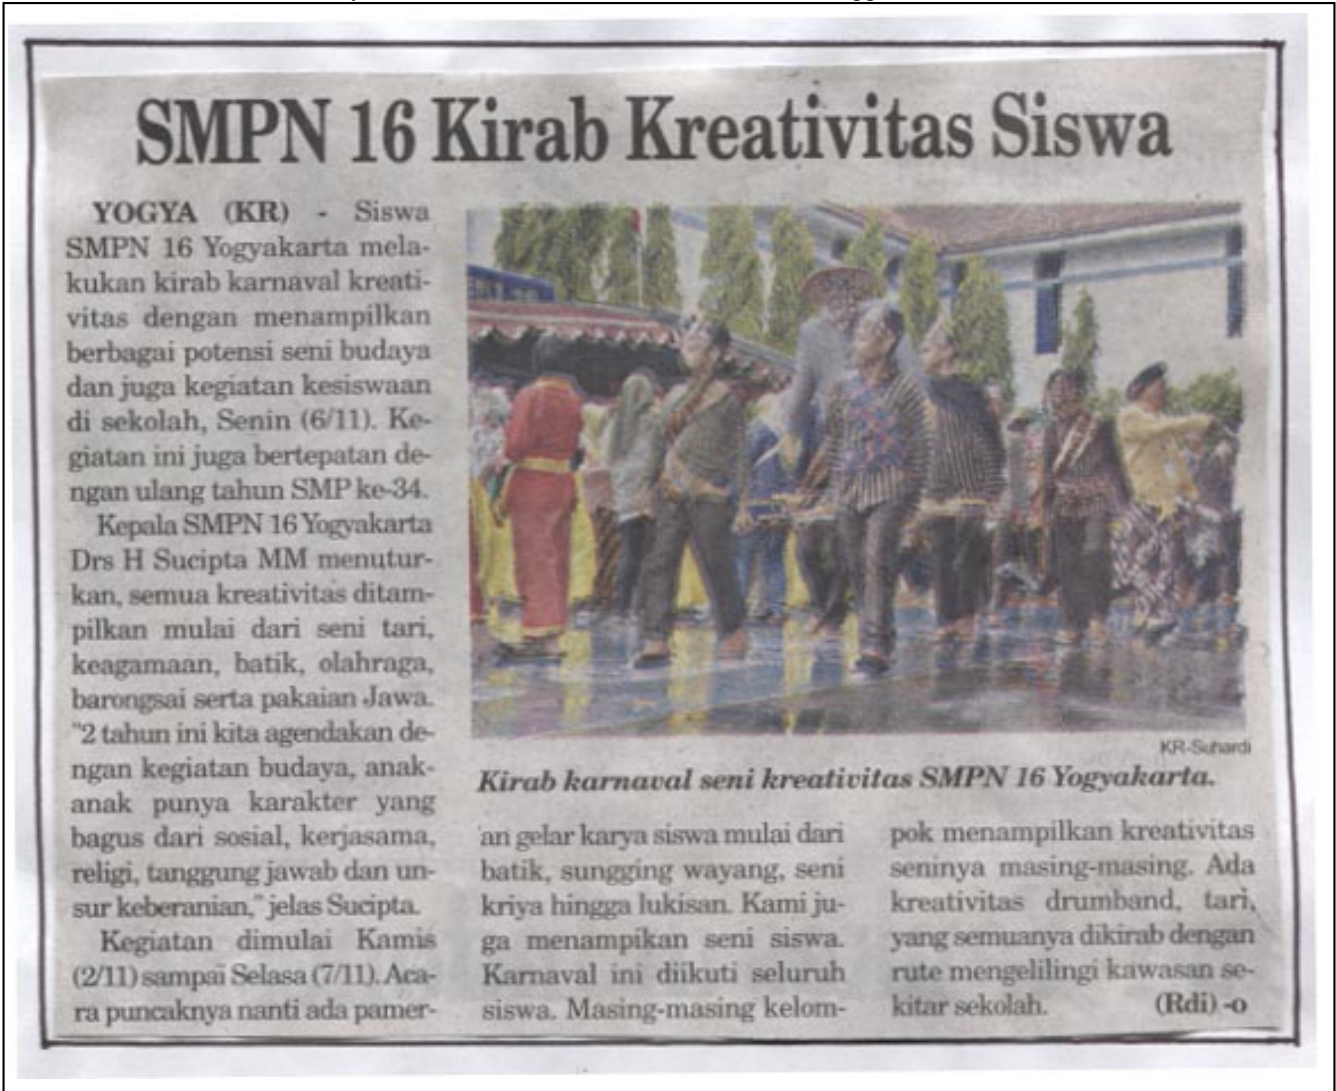 SMPN 16 Kirab Kreativitas Siswa
YOGYA (KR) - Siswa
SMPN 16 Yogyakarta mela-
kukan kirab karnaval kreati-
vitas dengan menampilkan
berbagai potensi seni budaya
dan juga kegiatan kesiswaan
di sekolah, Senin (6/11). Ke-
giatan ini juga bertepatan de-
ngan ulang tahun SMP ke-34.
Kepala SMPN 16 Yogyakarta
Drs H Sucipta MM menutur-
kan, semua kreativitas ditam-
pilkan mulai dari seni tari,
keagamaan, batik, olahraga,
barongsai serta pakaian Jawa.
"2 tahun ini kita agendakan de-
ngan kegiatan budaya, anak-
anak punya karakter yang
bagus dari sosial, kerjasama,
religi, tanggung jawab dan un-
sur keberanian," jelas Sucipta.
Kegiatan dimulai Kamis
(2/11) sampai Selasa (7/11). Aca-
ra puncaknya nanti ada pamer-
KR-Suhardi
Kirab karnaval seni kreativitas SMPN 16 Yogyakarta.
an gelar karya siswa mulai dari
batik, sungging wayang, seni
kriya hingga lukisan. Kami ju-
ga menampikan seni siswa.
Karnaval ini diikuti seluruh
siswa. Masing-masing kelom-
pok menampilkan kreativitas
seninya masing-masing. Ada
kreativitas drumband, tari,
yang semuanya dikirab dengan
rute mengelilingi kawasan se-
kitar sekolah. (Rdi) -o